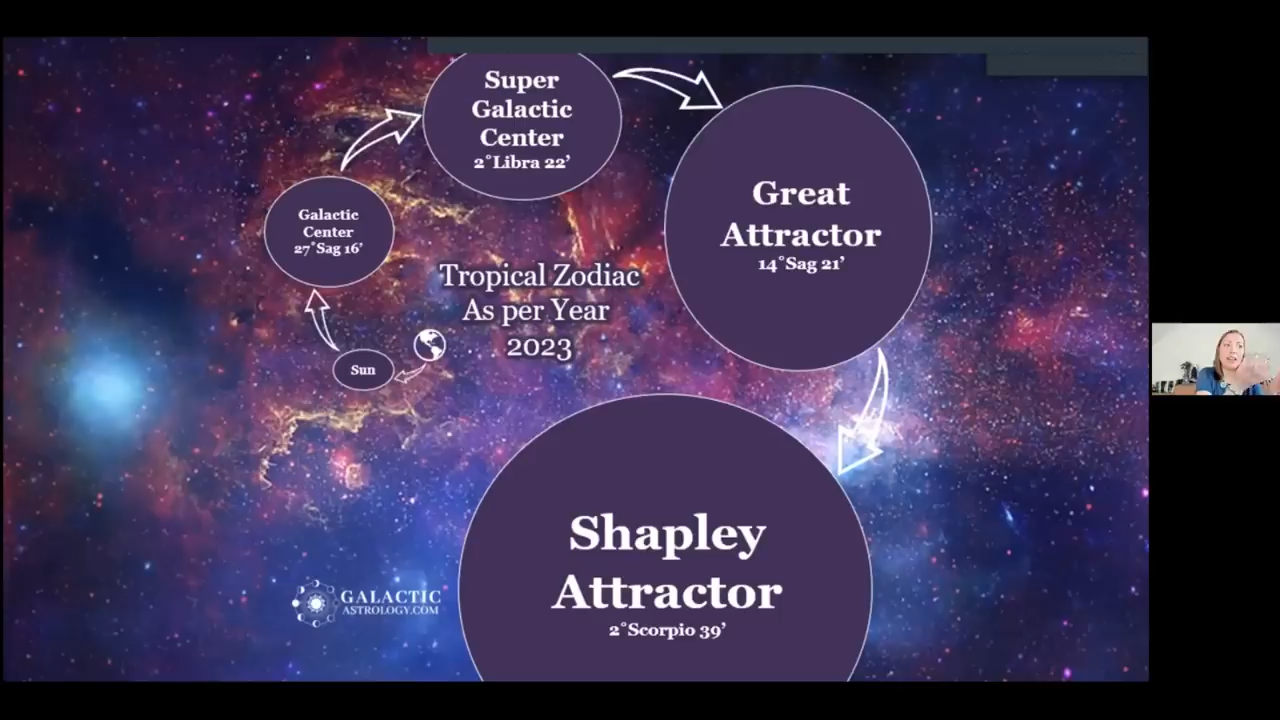 Super
Galactic
Center
2°Libra 22’
Great
Attractor
14°Sag 21’
Galactic
Center
27°Sag 16’
Tropical Zodiac
As per Year
2023
Sun
Shapley
Attractor
2°Scorpio 39’
GALACTIC
ASTROLOGY.COM